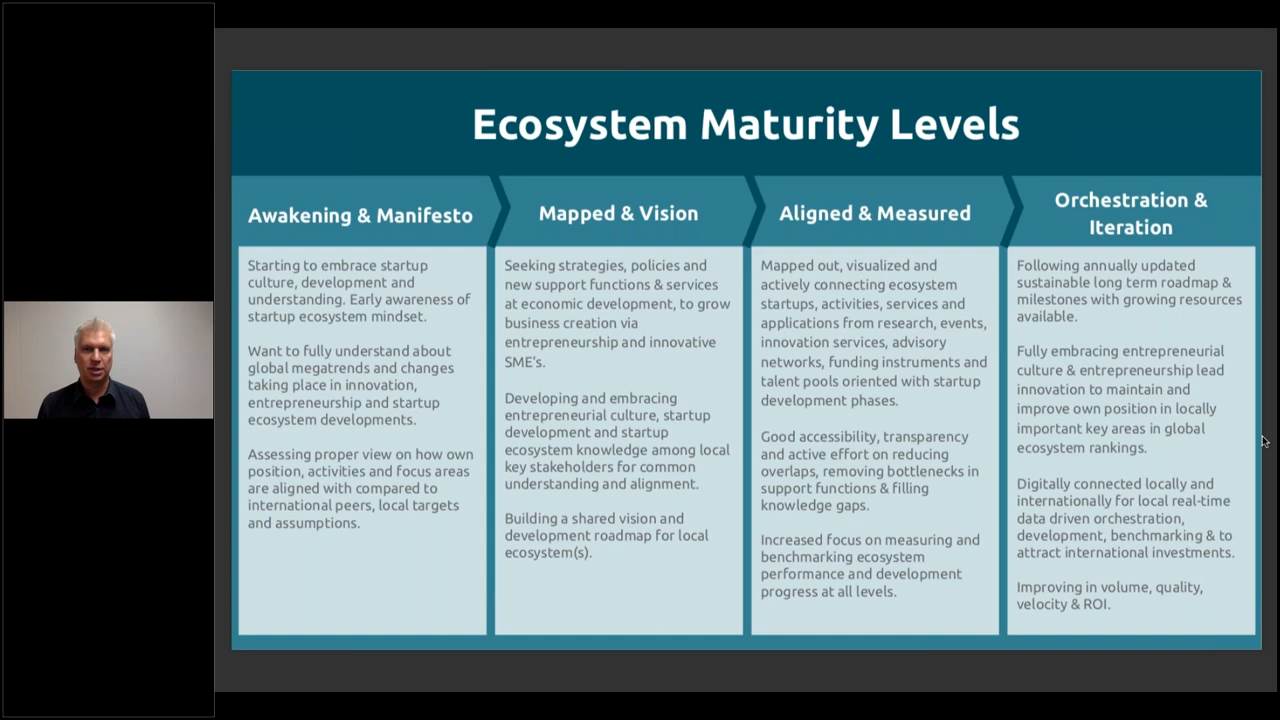 Ecosystem Maturity Levels
Awakening & Manifesto
Starting to embrace startup
culture, development and
understanding. Early awareness of
startup ecosystem mindset.
Want to fully understand about
global megatrends and changes
taking place in innovation,
entrepreneurship and startup
ecosystem developments.
Assessing proper view on how own
position, activities and focus areas
are aligned with compared to
international peers, local targets
and assumptions.
Mapped & Vision
Seeking strategies, policies and
new support functions & services
at economic development, to grow
business creation via
entrepreneurship and innovative
SME's.
Developing and embracing
entrepreneurial culture, startup
development and startup
ecosystem knowledge among local
key stakeholders for common
understanding and alignment.
Building a shared vision and
development roadmap for local
ecosystem(s).
Aligned & Measured
Mapped out, visualized and
actively connecting ecosystem
startups, activities, services and
applications from research, events,
innovation services, advisory
networks, funding instruments and
talent pools oriented with startup
development phases.
Good accessibility, transparency
and active effort on reducing
overlaps, removing bottlenecks in
support functions & filling
knowledge gaps.
Increased focus on measuring and
benchmarking ecosystem
performance and development
progress at all levels.
Orchestration &
Iteration
Following annually updated
sustainable long term roadmap &
milestones with growing resources
available.
Fully embracing entrepreneurial
culture & entrepreneurship lead
innovation to maintain and
improve own position in locally
important key areas in global
ecosystem rankings.
Digitally connected locally and
internationally for local real-time
data driven orchestration,
development, benchmarking & to
attract international investments.
Improving in volume, quality,
velocity & ROI.